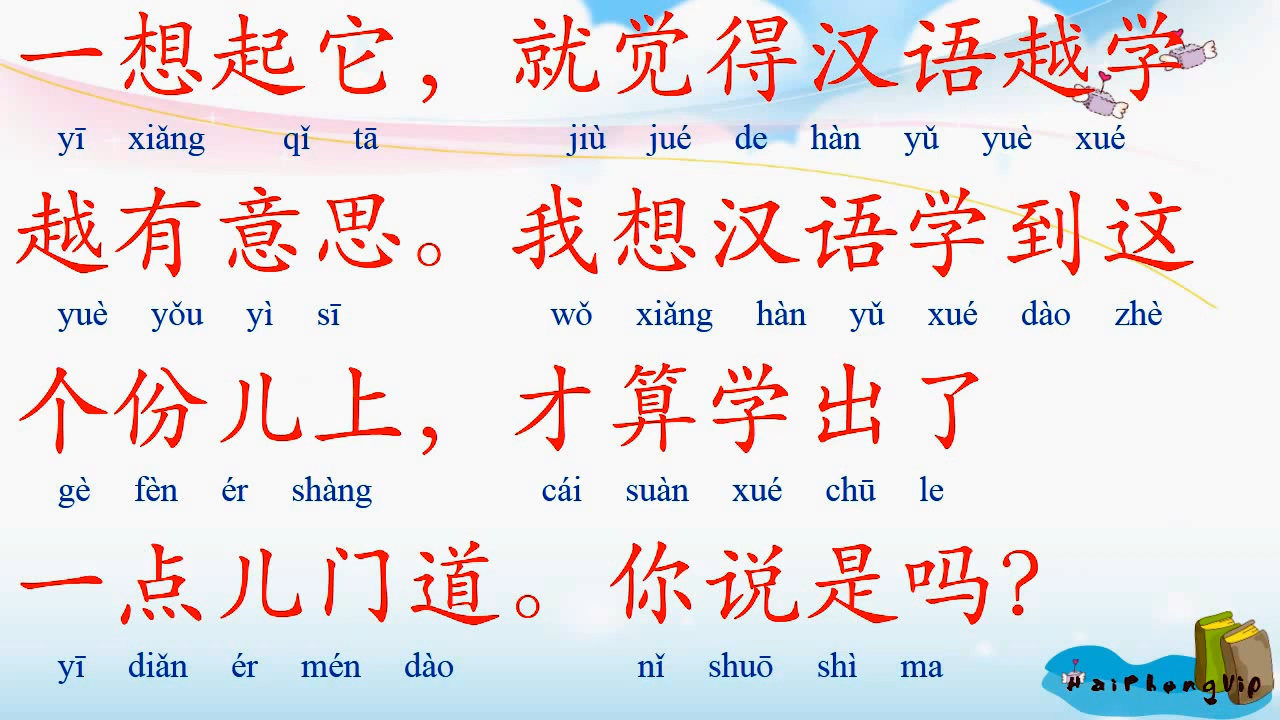 一想起它，就觉得汉语越学
yī xiǎng qǐ tā jiù jué de hàn yǔ yuè xué
越有意思。我想汉语学到这
yuè yǒu yì sī wǒ xiǎng hàn yǔ xué dào zhè
个份儿上，才算学出了
gè fèn ér shàng cái suàn xué chū le
一点儿门道。你说是吗?
yī diǎn ér mén dào nǐ shuō shì ma
HaiPhongVip